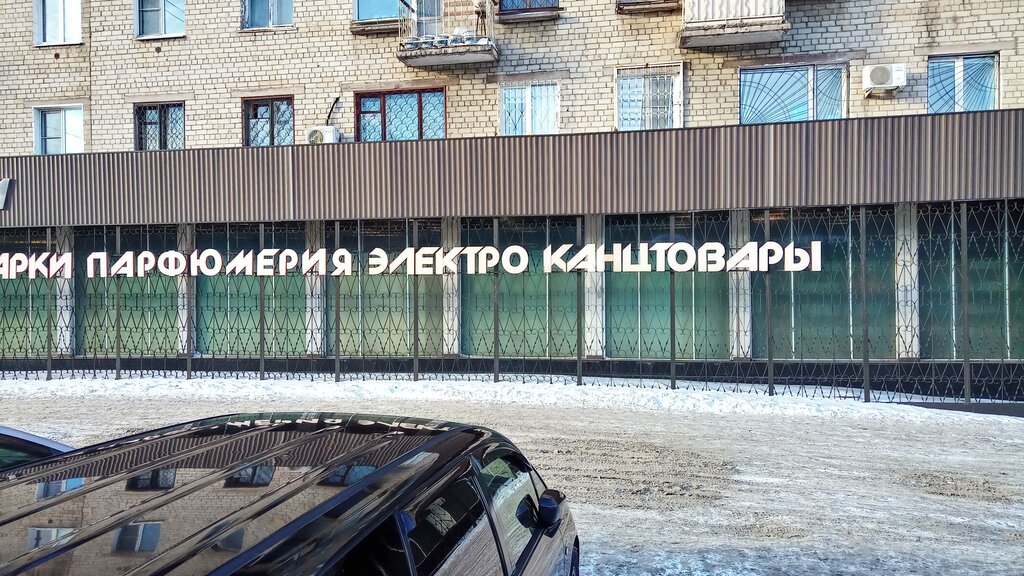 АРКИ ПАРФЮМЕРИЯ ЭЛЕКТРО КАНЦТОВАРЫ